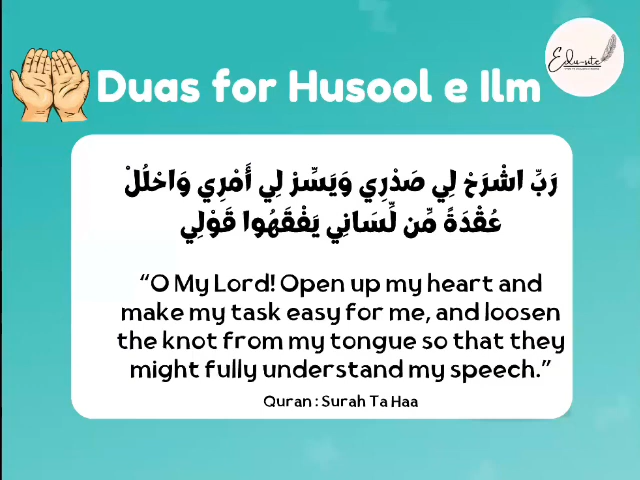 Edu-site
Duas for Husool e Ilm
رَبِّ اشْرَحْ لِي صَدْرِي وَيَسِّرْ لِي أَمْرِي وَاحْلُلْ
عُقْدَةً مِّن لِّسَانِي يَفْقَهُوا قَوْلِي
“O My Lord! Open up my heart and
make my task easy for me, and loosen
the knot from my tongue so that they
might fully understand my speech.”
Quran : Surah Ta Haa